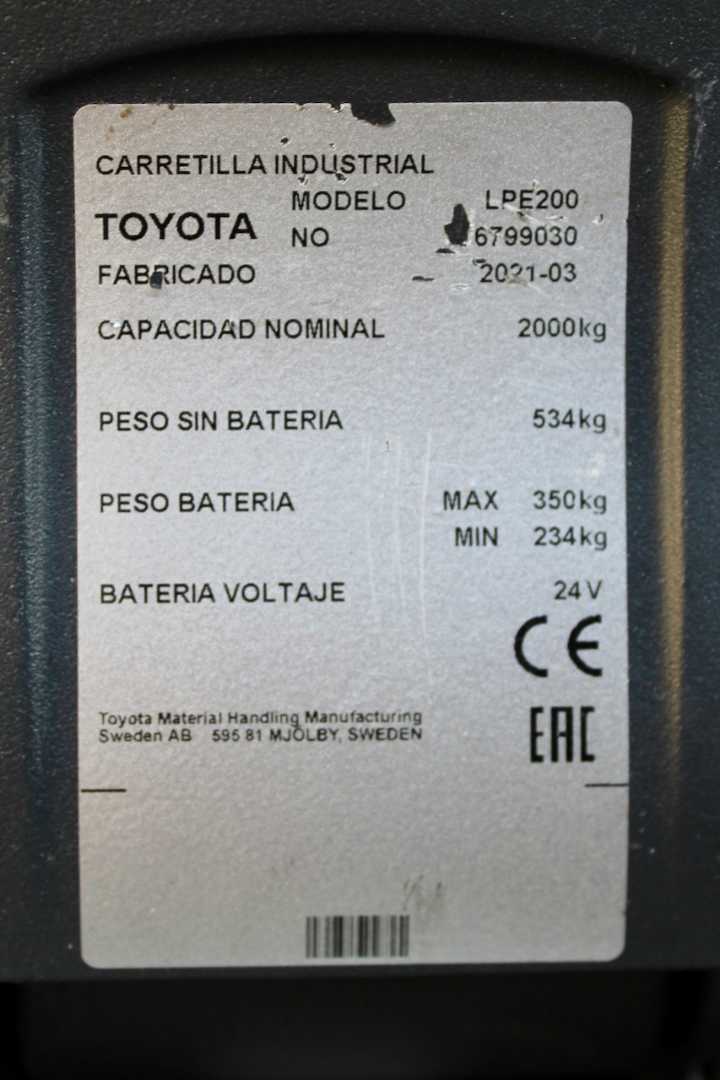 CARRETILLA INDUSTRIAL
MODELO LPE200
TOYOTA NO 6799030
FABRICADO 2021-03
CAPACIDAD NOMINAL 2000kg
PESO SIN BATERIA 534kg
PESO BATERIA MAX 350kg
MIN 234kg
BATERIA VOLTAJE 24V
CE
EAC
Toyota Material Handling Manufacturing
Sweden AB 595 81 MJÖLBY, SWEDEN